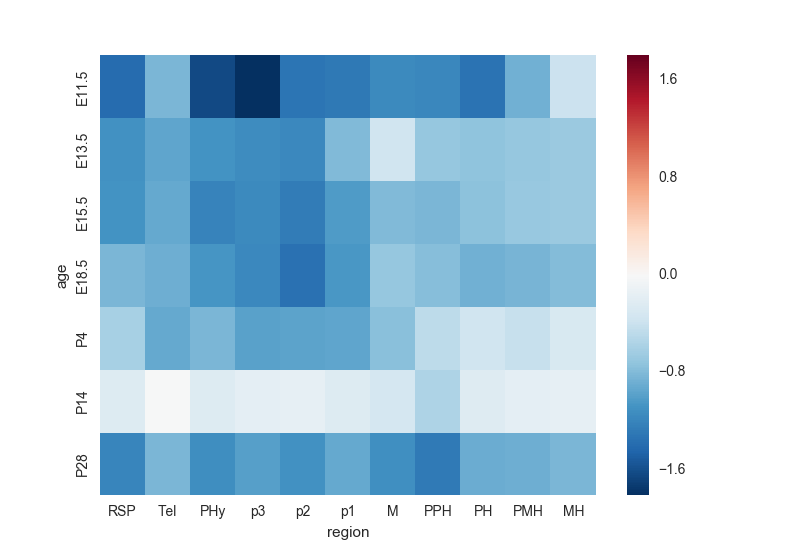 E11.5
E13.5
E15.5
E18.5
P4
P14
P28
age
RSP Tel PHy p3 p2 p1 M PPH PH PMH MH
region
1.6
0.8
0.0
−0.8
−1.6